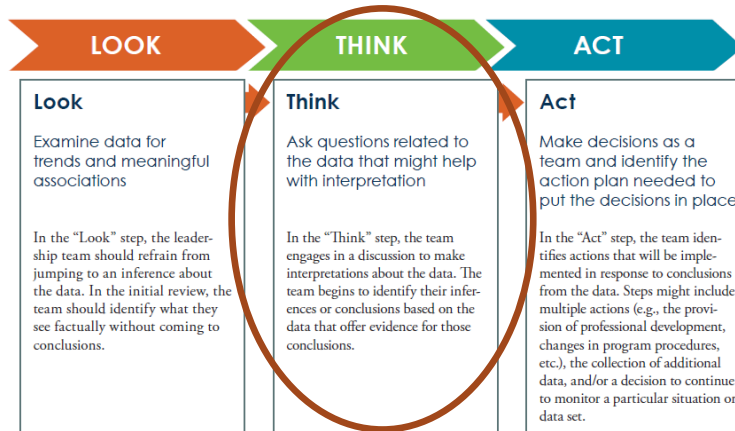 LOOK
THINK
ACT
Look
Examine data for
trends and meaningful
associations
In the “Look” step, the leader-
ship team should refrain from
jumping to an inference about
the data. In the initial review, the
team should identify what they
see factually without coming to
conclusions.
Think
Ask questions related to
the data that might help
with interpretation
In the “Think” step, the team
engages in a discussion to make
interpretations about the data. The
team begins to identify their infer-
ences or conclusions based on the
data that offer evidence for those
conclusions.
Act
Make decisions as a
team and identify the
action plan needed to
put the decisions in place
In the “Act” step, the team iden-
tifies actions that will be imple-
mented in response to conclusions
from the data. Steps might include
multiple actions (e.g., the provi-
sion of professional development,
changes in program procedures,
etc.), the collection of additional
data, and/or a decision to continue
to monitor a particular situation or
data set.